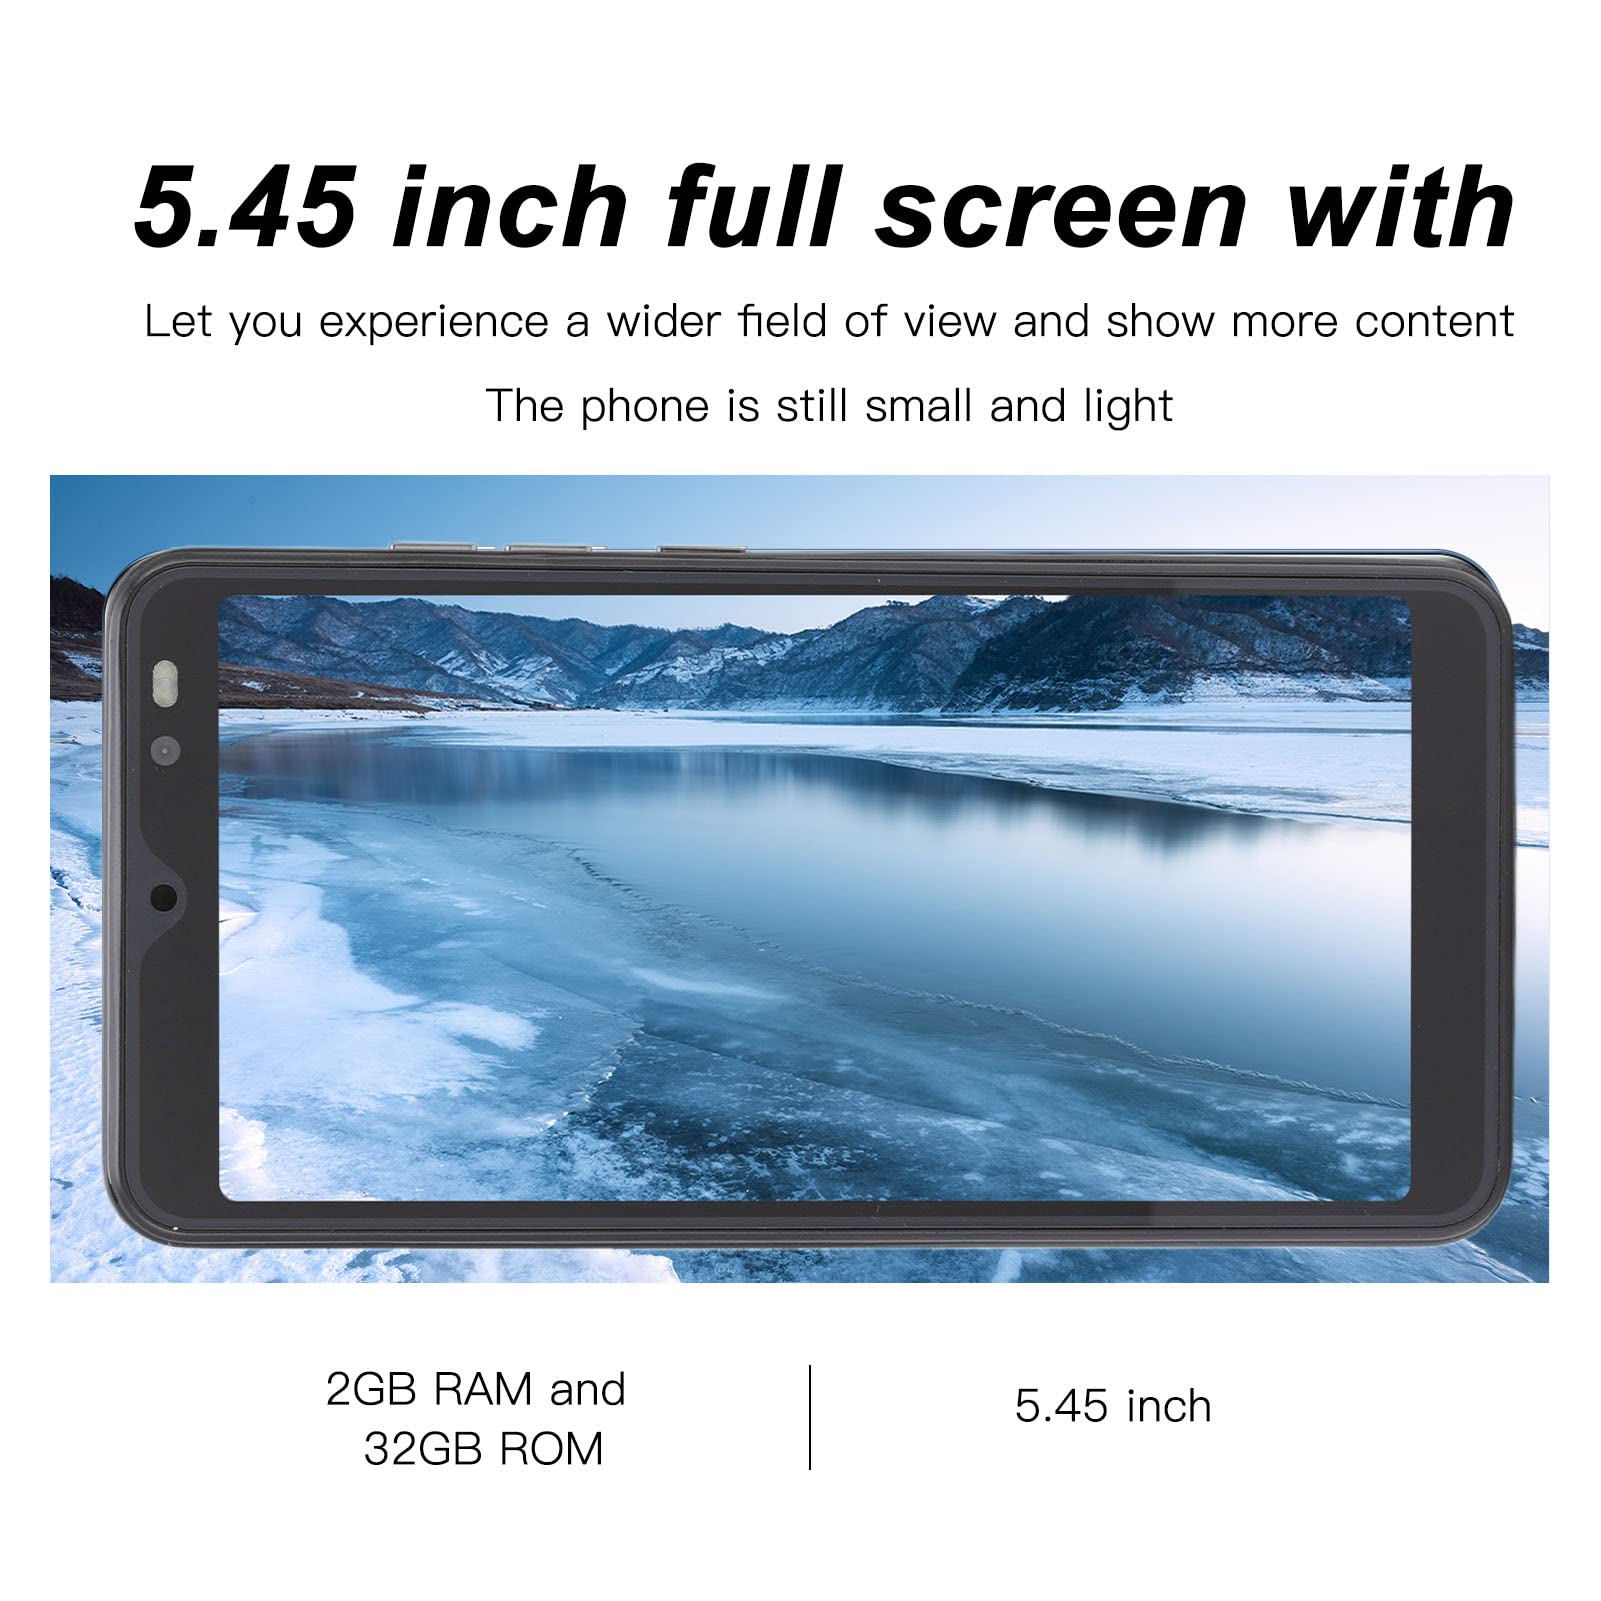 5.45 inch full screen with
Let you experience a wider field of view and show more content
The phone is still small and light
2GB RAM and
32GB ROM
5.45 inch